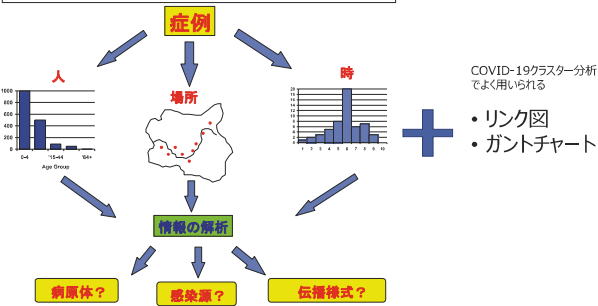 症例
人
場所
時
1000
800
600
400
200
0
0-4
'15-44
'64+
Age Group
20
18
16
14
12
10
8
6
4
2
0
1 2 3 4 5 6 7 8 9 10
COVID-19クラスター分析
でよく用いられる
• リンク図
• ガントチャート
情報の解析
病原体？
感染源？
伝播様式？